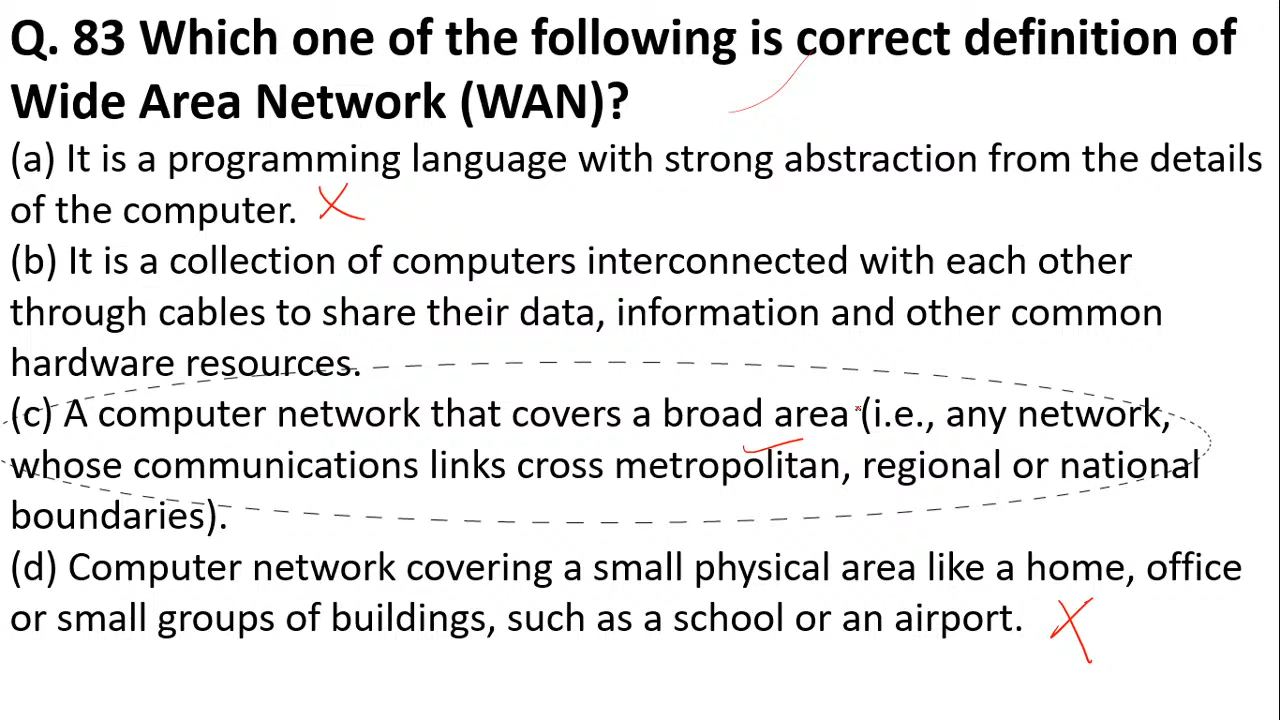 Q. 83 Which one of the following is correct definition of
Wide Area Network (WAN)?
(a) It is a programming language with strong abstraction from the details
of the computer.
(b) It is a collection of computers interconnected with each other
through cables to share their data, information and other common
hardware resources.
(c) A computer network that covers a broad area (i.e., any network,
whose communications links cross metropolitan, regional or national
boundaries).
(d) Computer network covering a small physical area like a home, office
or small groups of buildings, such as a school or an airport.